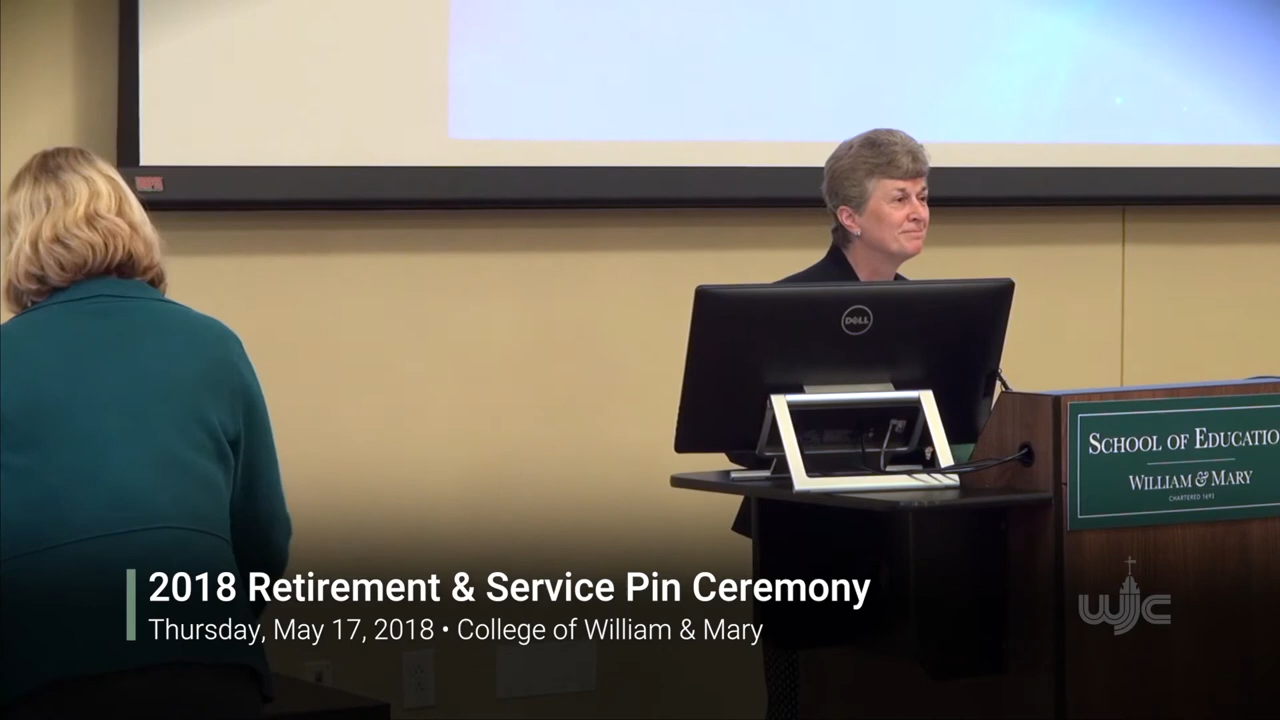 DELL
SCHOOL OF EDUCATIO
WILLIAM & MARY
CHARTERED 1693
2018 Retirement & Service Pin Ceremony
Thursday, May 17, 2018 • College of William & Mary
WJC